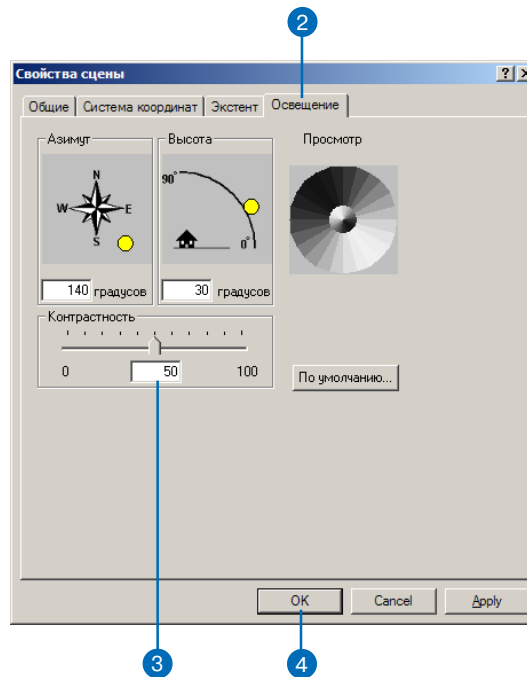 2
Свойства сцены
Общие Система координат Экстент Освещение
Азимут Высота Просмотр
N
W E
S
90°
0°
140 градусов 30 градусов
Контрастность
0 50 100
По умолчанию...
OK Cancel Apply
3 4